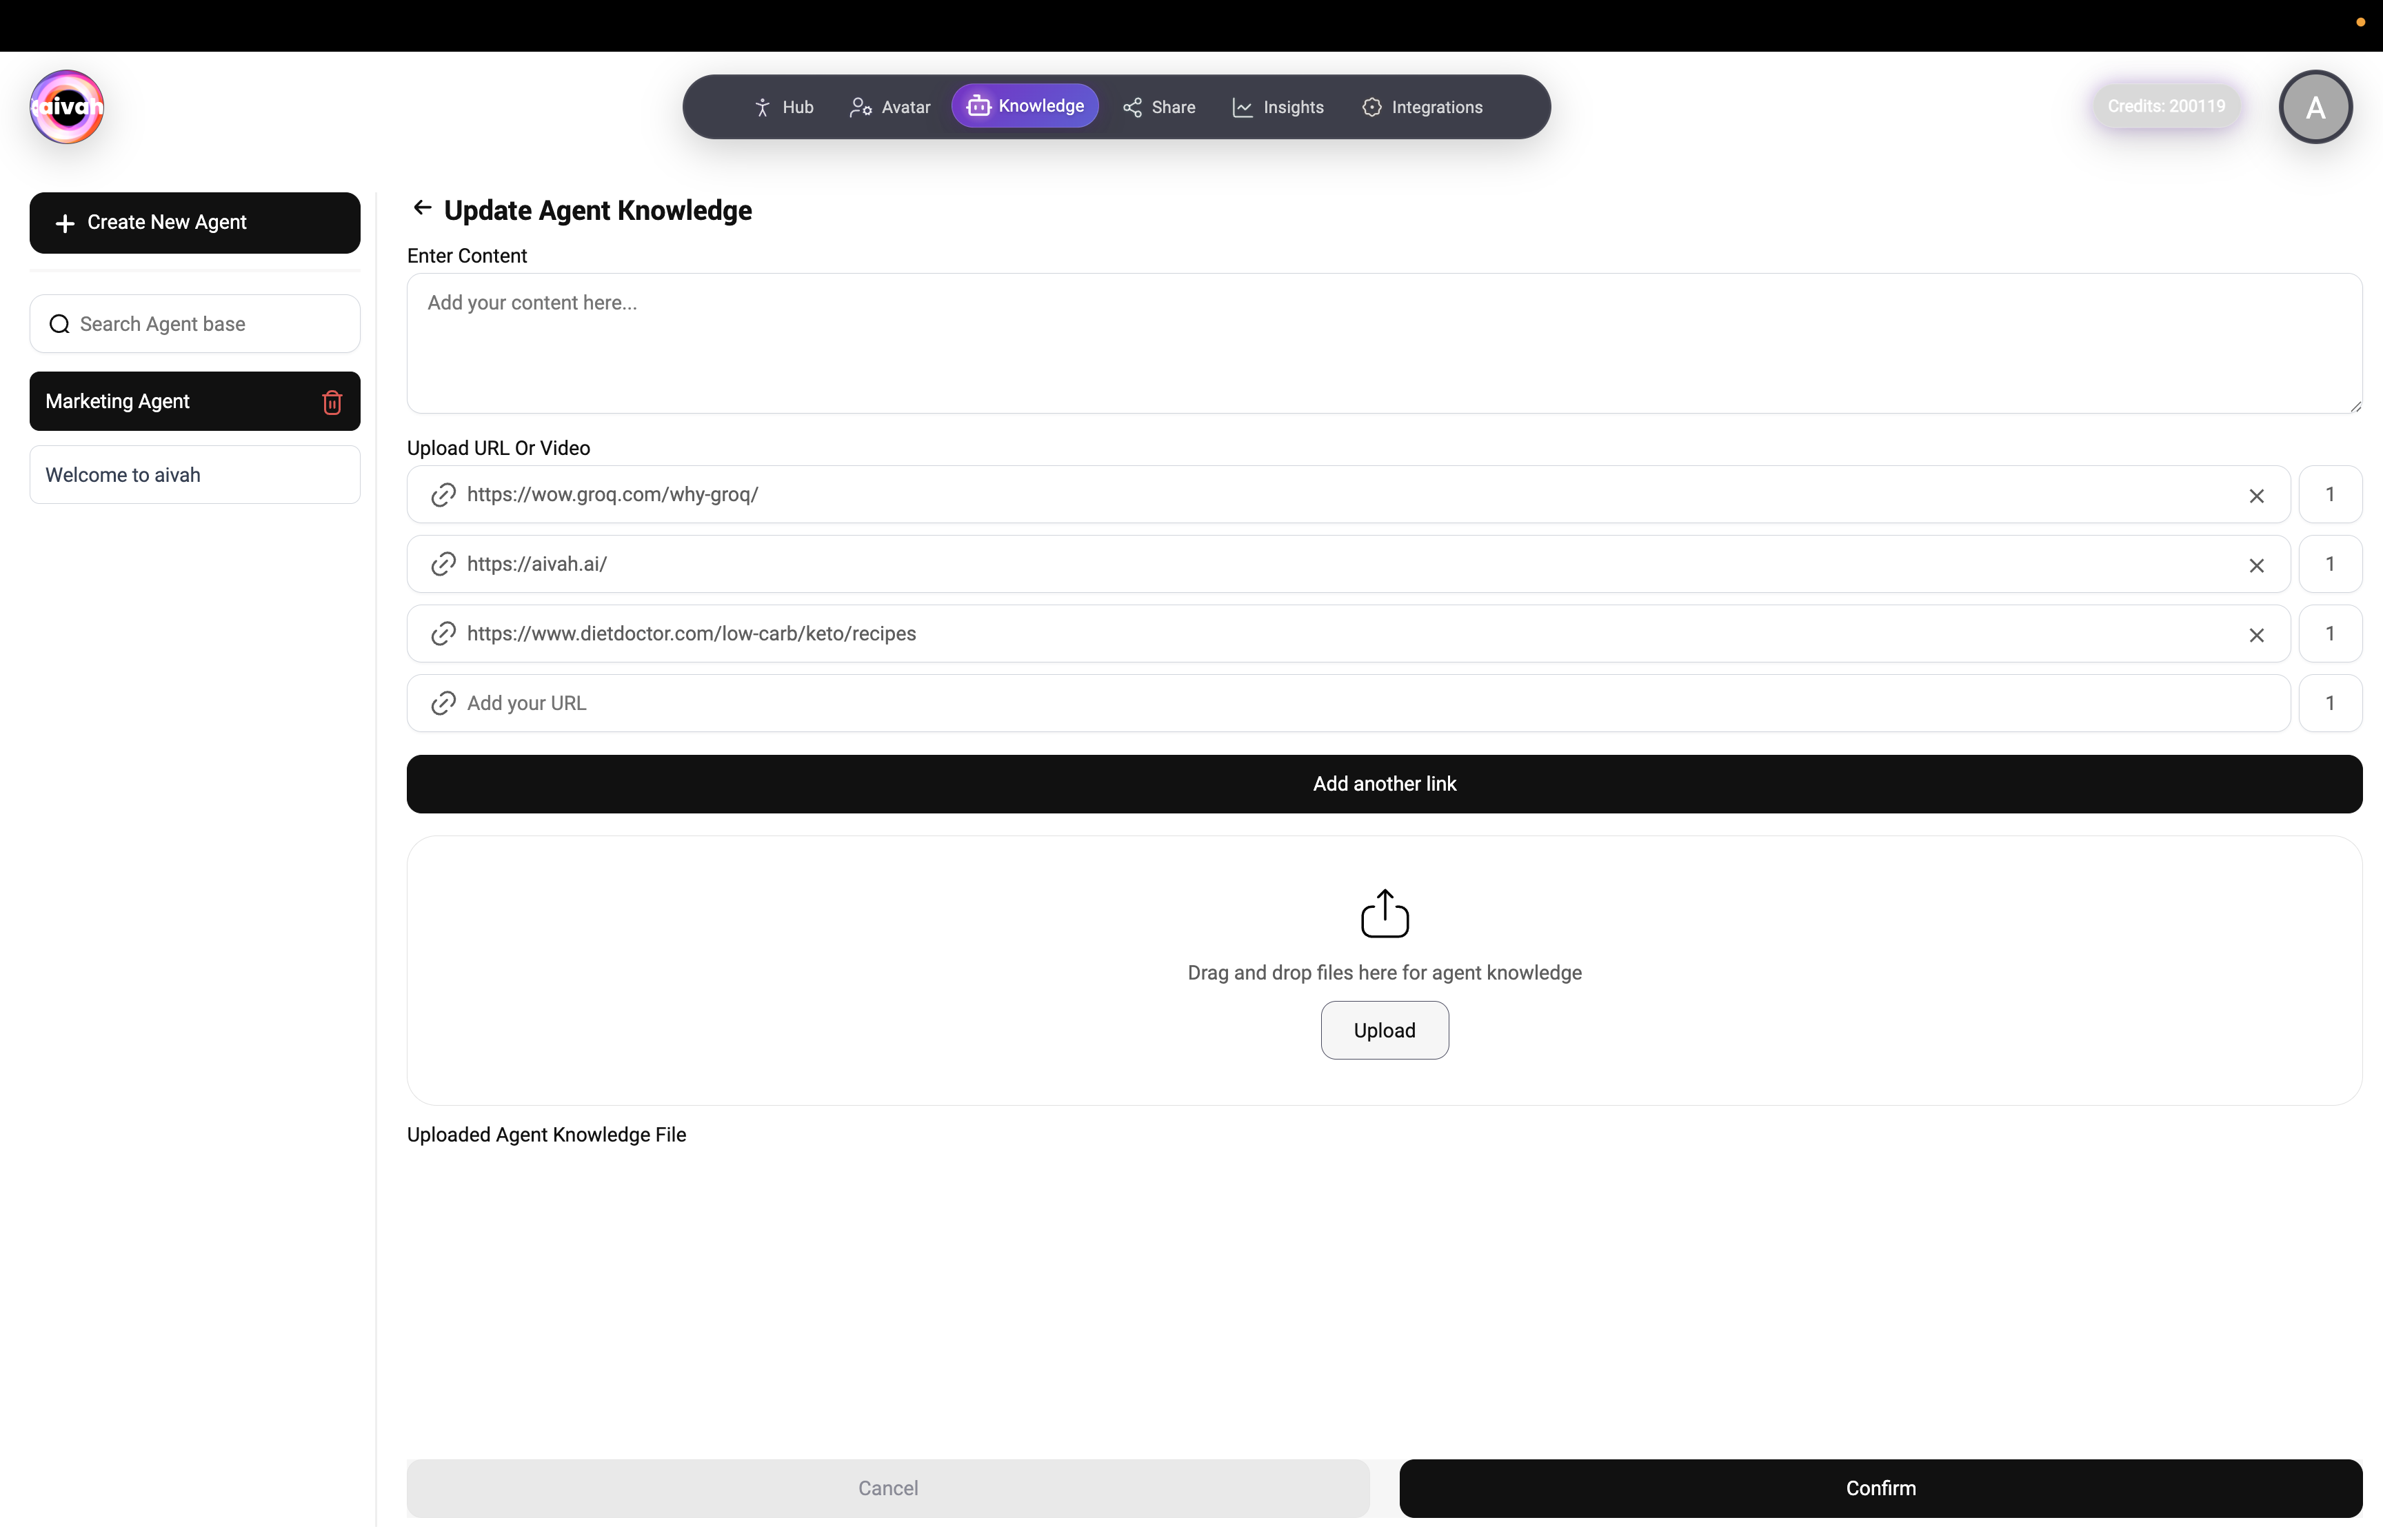 aivah
Hub
Avatar
Knowledge
Share
Insights
Integrations
Credits: 200119
A
Create New Agent
Search Agent base
Marketing Agent
Welcome to aivah
Update Agent Knowledge
Enter Content
Add your content here...
Upload URL Or Video
https://wow.groq.com/why-groq/
1
https://aivah.ai/
1
https://www.dietdoctor.com/low-carb/keto/recipes
1
Add your URL
1
Add another link
Drag and drop files here for agent knowledge
Upload
Uploaded Agent Knowledge File
Cancel
Confirm